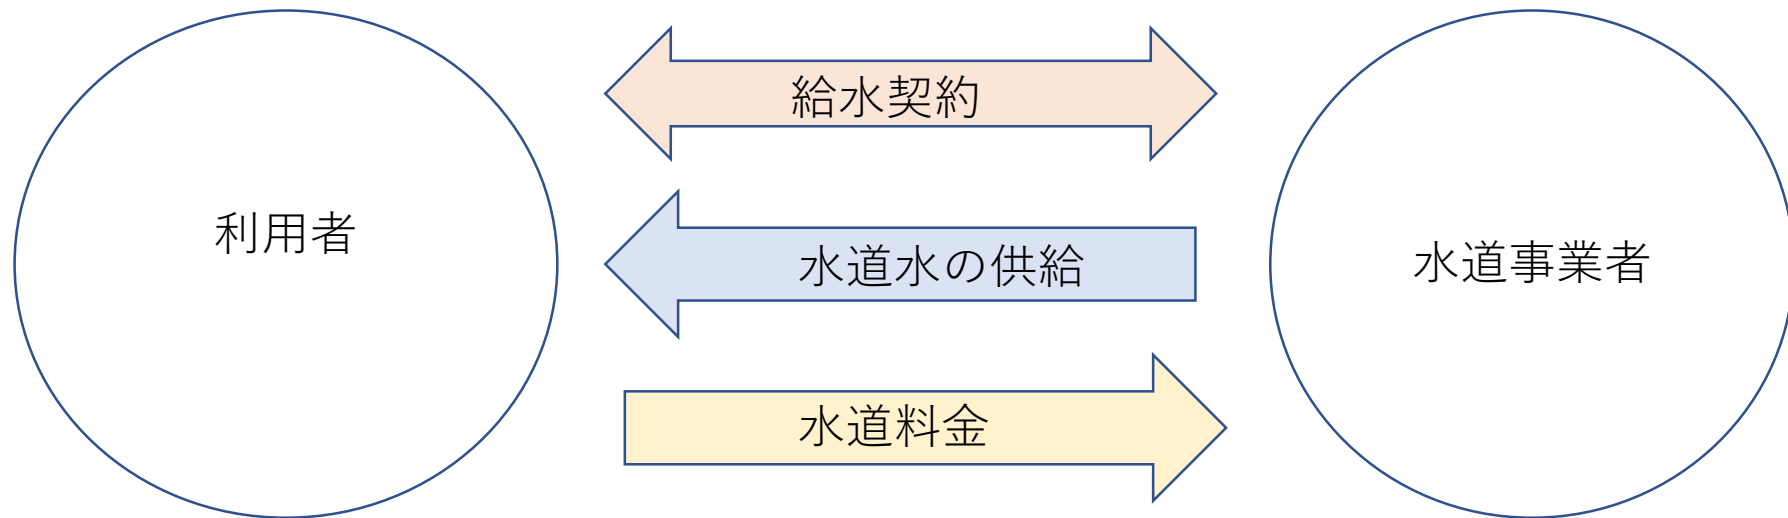 給水契約
利用者
水道水の供給
水道事業者
水道料金